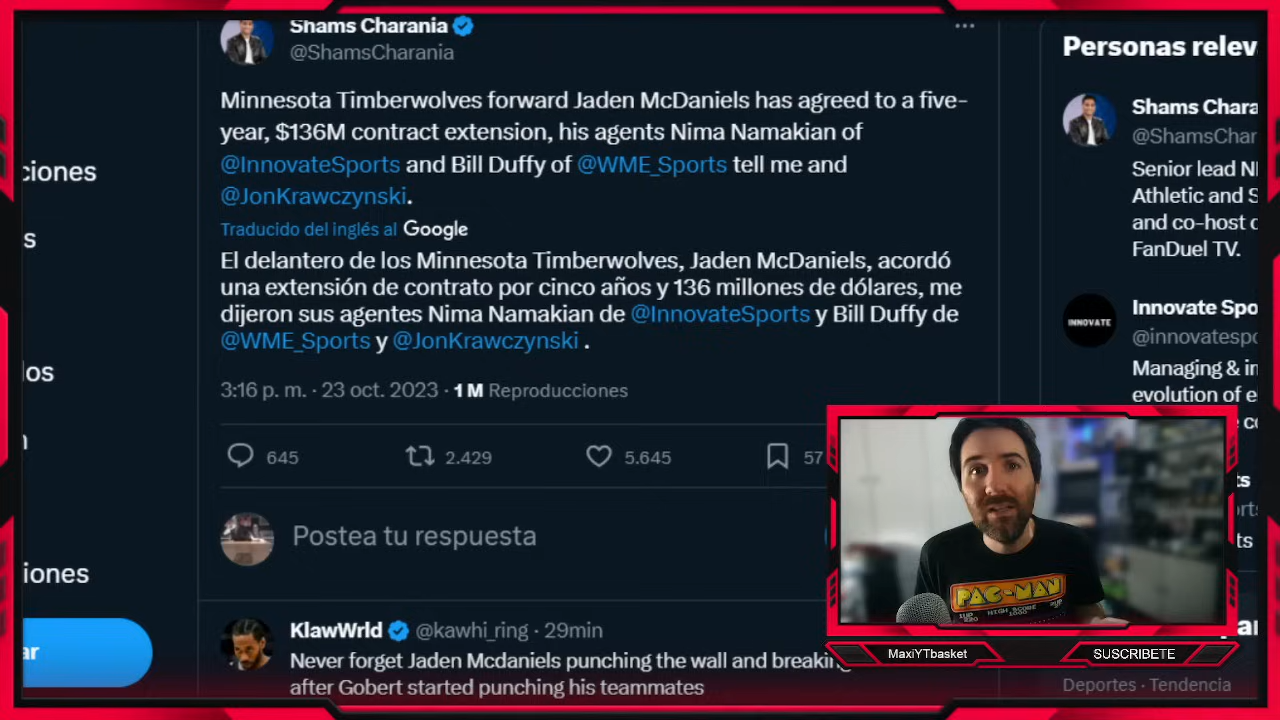 Shams Charania
@ShamsCharania
Minnesota Timberwolves forward Jaden McDaniels has agreed to a five-
year, $136M contract extension, his agents Nima Namakian of
@InnovateSports and Bill Duffy of @WME_Sports tell me and
@JonKrawczynski.
Traducido del inglés al Google
El delantero de los Minnesota Timberwolves, Jaden McDaniels, acordó
una extensión de contrato por cinco años y 136 millones de dólares, me
dijeron sus agentes Nima Namakian de @InnovateSports y Bill Duffy de
@WME_Sports y @JonKrawczynski .
3:16 p. m. · 23 oct. 2023 · 1 M Reproducciones
645 2.429 5.645 57
Postea tu respuesta
KlawWrld @kawhi_ring · 29min
Never forget Jaden Mcdaniels punching the wall and breaking
after Gobert started punching his teammates
ciones
s
los
n
iones
ar
Personas relev
Shams Chara
@ShamsChar
Senior lead N
Athletic and S
and co-host c
FanDuel TV.
INNOVATE
Innovate Spo
@innovatespo
Managing & i
evolution of e
Deportes · Tendencia
PAC-MAN
HIGH SCORE
1UP
MaxiYTbasket
SUSCRIBETE